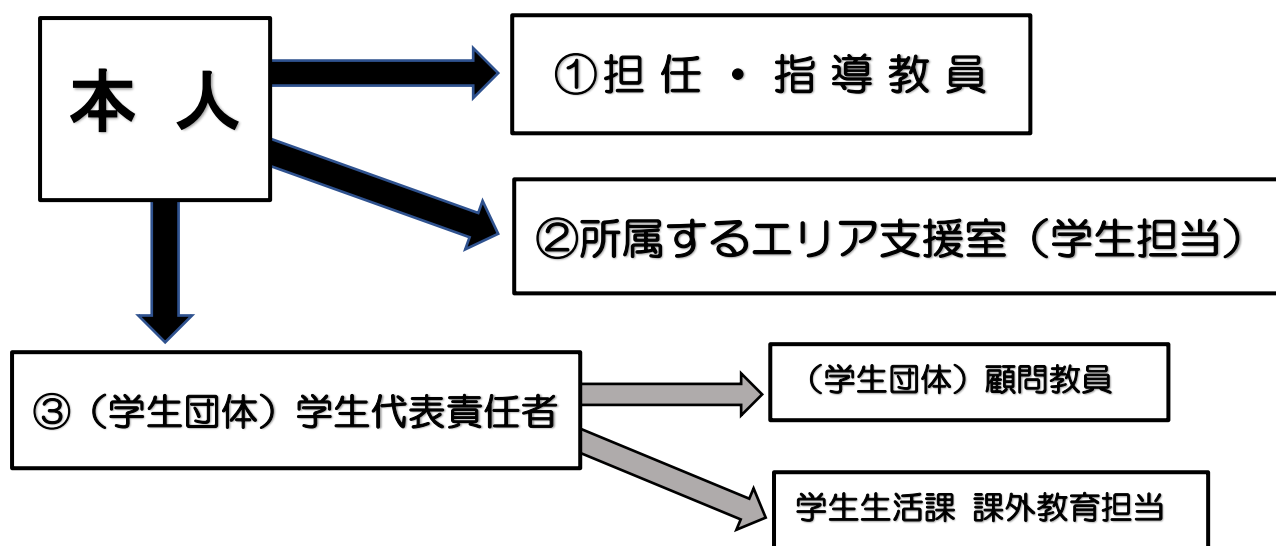 本 人
①担 任 ・ 指 導 教 員
②所属するエリア支援室（学生担当）
③（学生団体）学生代表責任者
（学生団体）顧問教員
学生生活課 課外教育担当